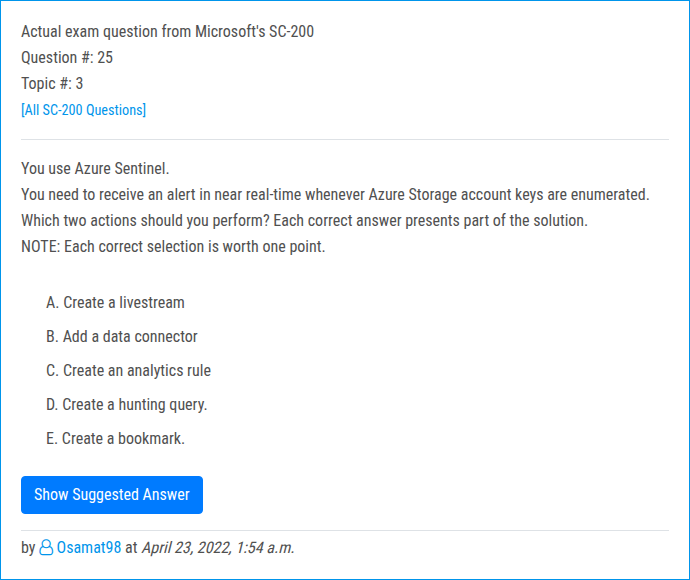 Actual exam question from Microsoft's SC-200
Question #: 25
Topic #: 3
[All SC-200 Questions]
You use Azure Sentinel.
You need to receive an alert in near real-time whenever Azure Storage account keys are enumerated.
Which two actions should you perform? Each correct answer presents part of the solution.
NOTE: Each correct selection is worth one point.
A. Create a livestream
B. Add a data connector
C. Create an analytics rule
D. Create a hunting query.
E. Create a bookmark.
Show Suggested Answer
by Osamat98 at April 23, 2022, 1:54 a.m.